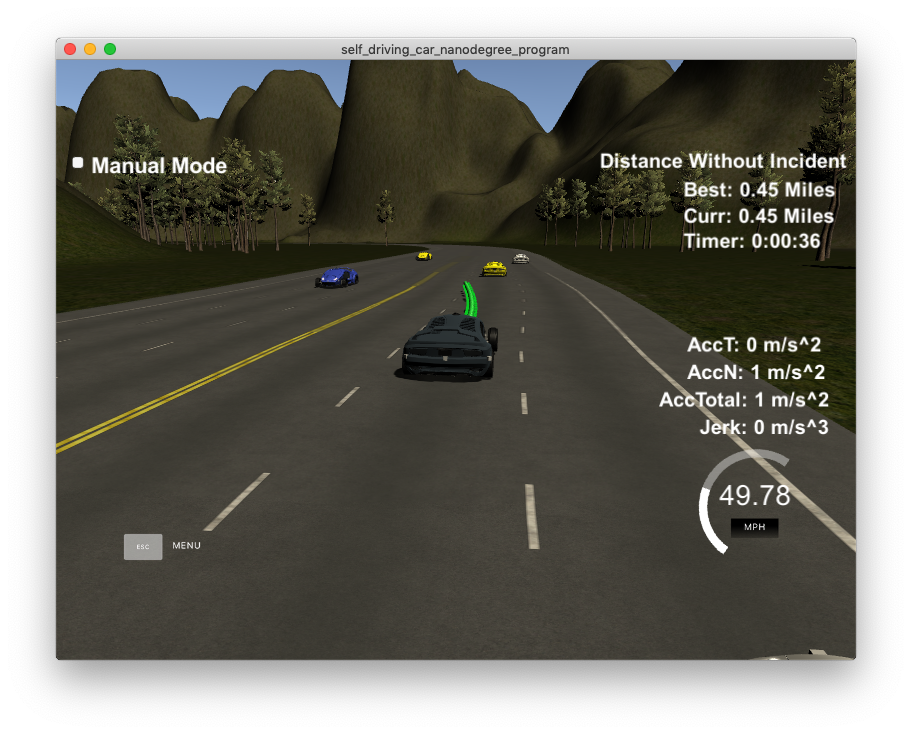 self_driving_car_nanodegree_program
Manual Mode
Distance Without Incident
Best: 0.45 Miles
Curr: 0.45 Miles
Timer: 0:00:36
AccT: 0 m/s^2
AccN: 1 m/s^2
AccTotal: 1 m/s^2
Jerk: 0 m/s^3
49.78
MPH
ESC MENU